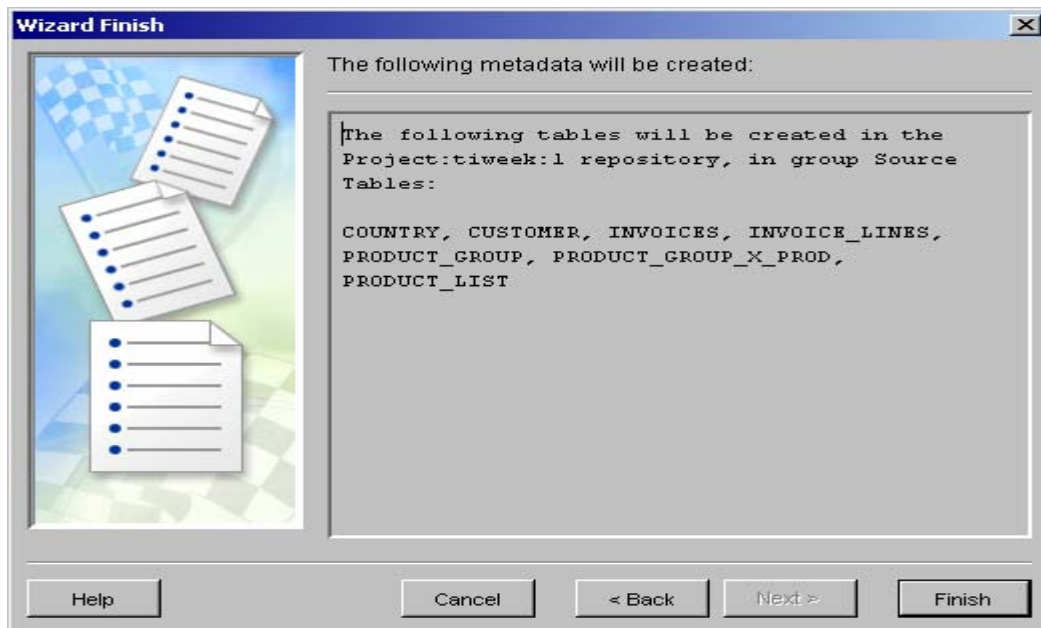 Wizard Finish
The following metadata will be created:
The following tables will be created in the
Project:tiweek:1 repository, in group Source
Tables:
COUNTRY, CUSTOMER, INVOICES, INVOICE_LINES,
PRODUCT_GROUP, PRODUCT_GROUP_X_PROD,
PRODUCT_LIST
Help
Cancel
< Back
Next >
Finish